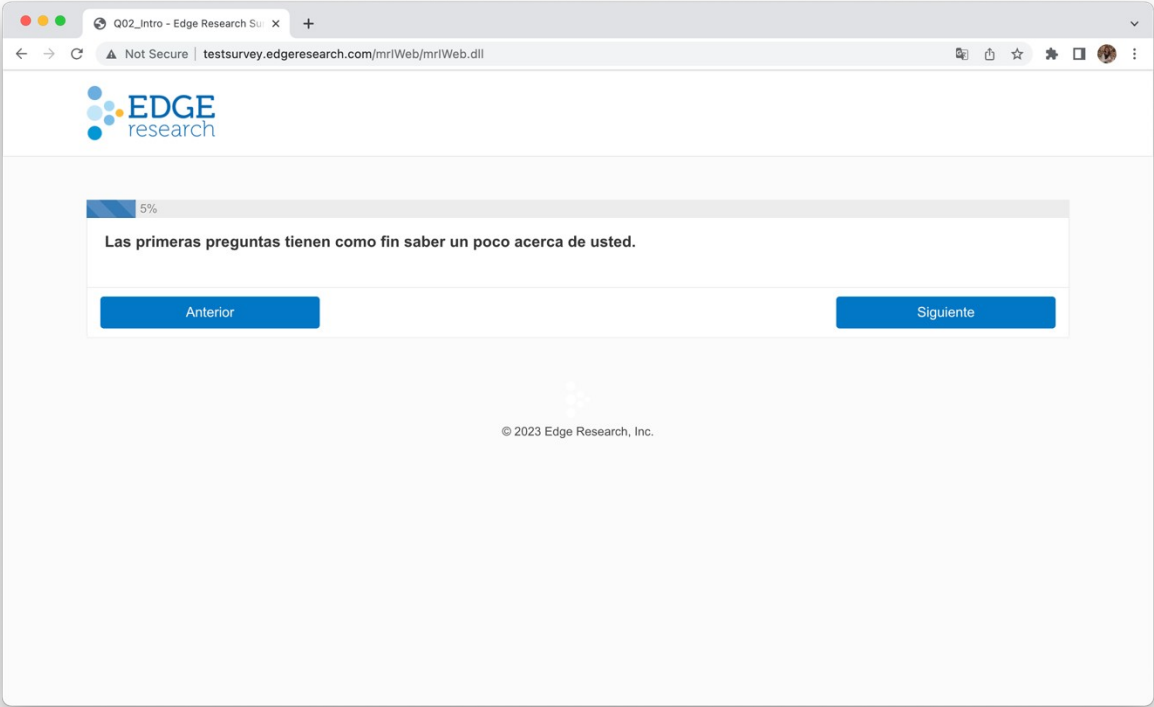 Q02_Intro - Edge Research Su
Not Secure | testsurvey.edgeresearch.com/mrIWeb/mrIWeb.dll
EDGE
research
5%
Las primeras preguntas tienen como fin saber un poco acerca de usted.
Anterior
Siguiente
© 2023 Edge Research, Inc.